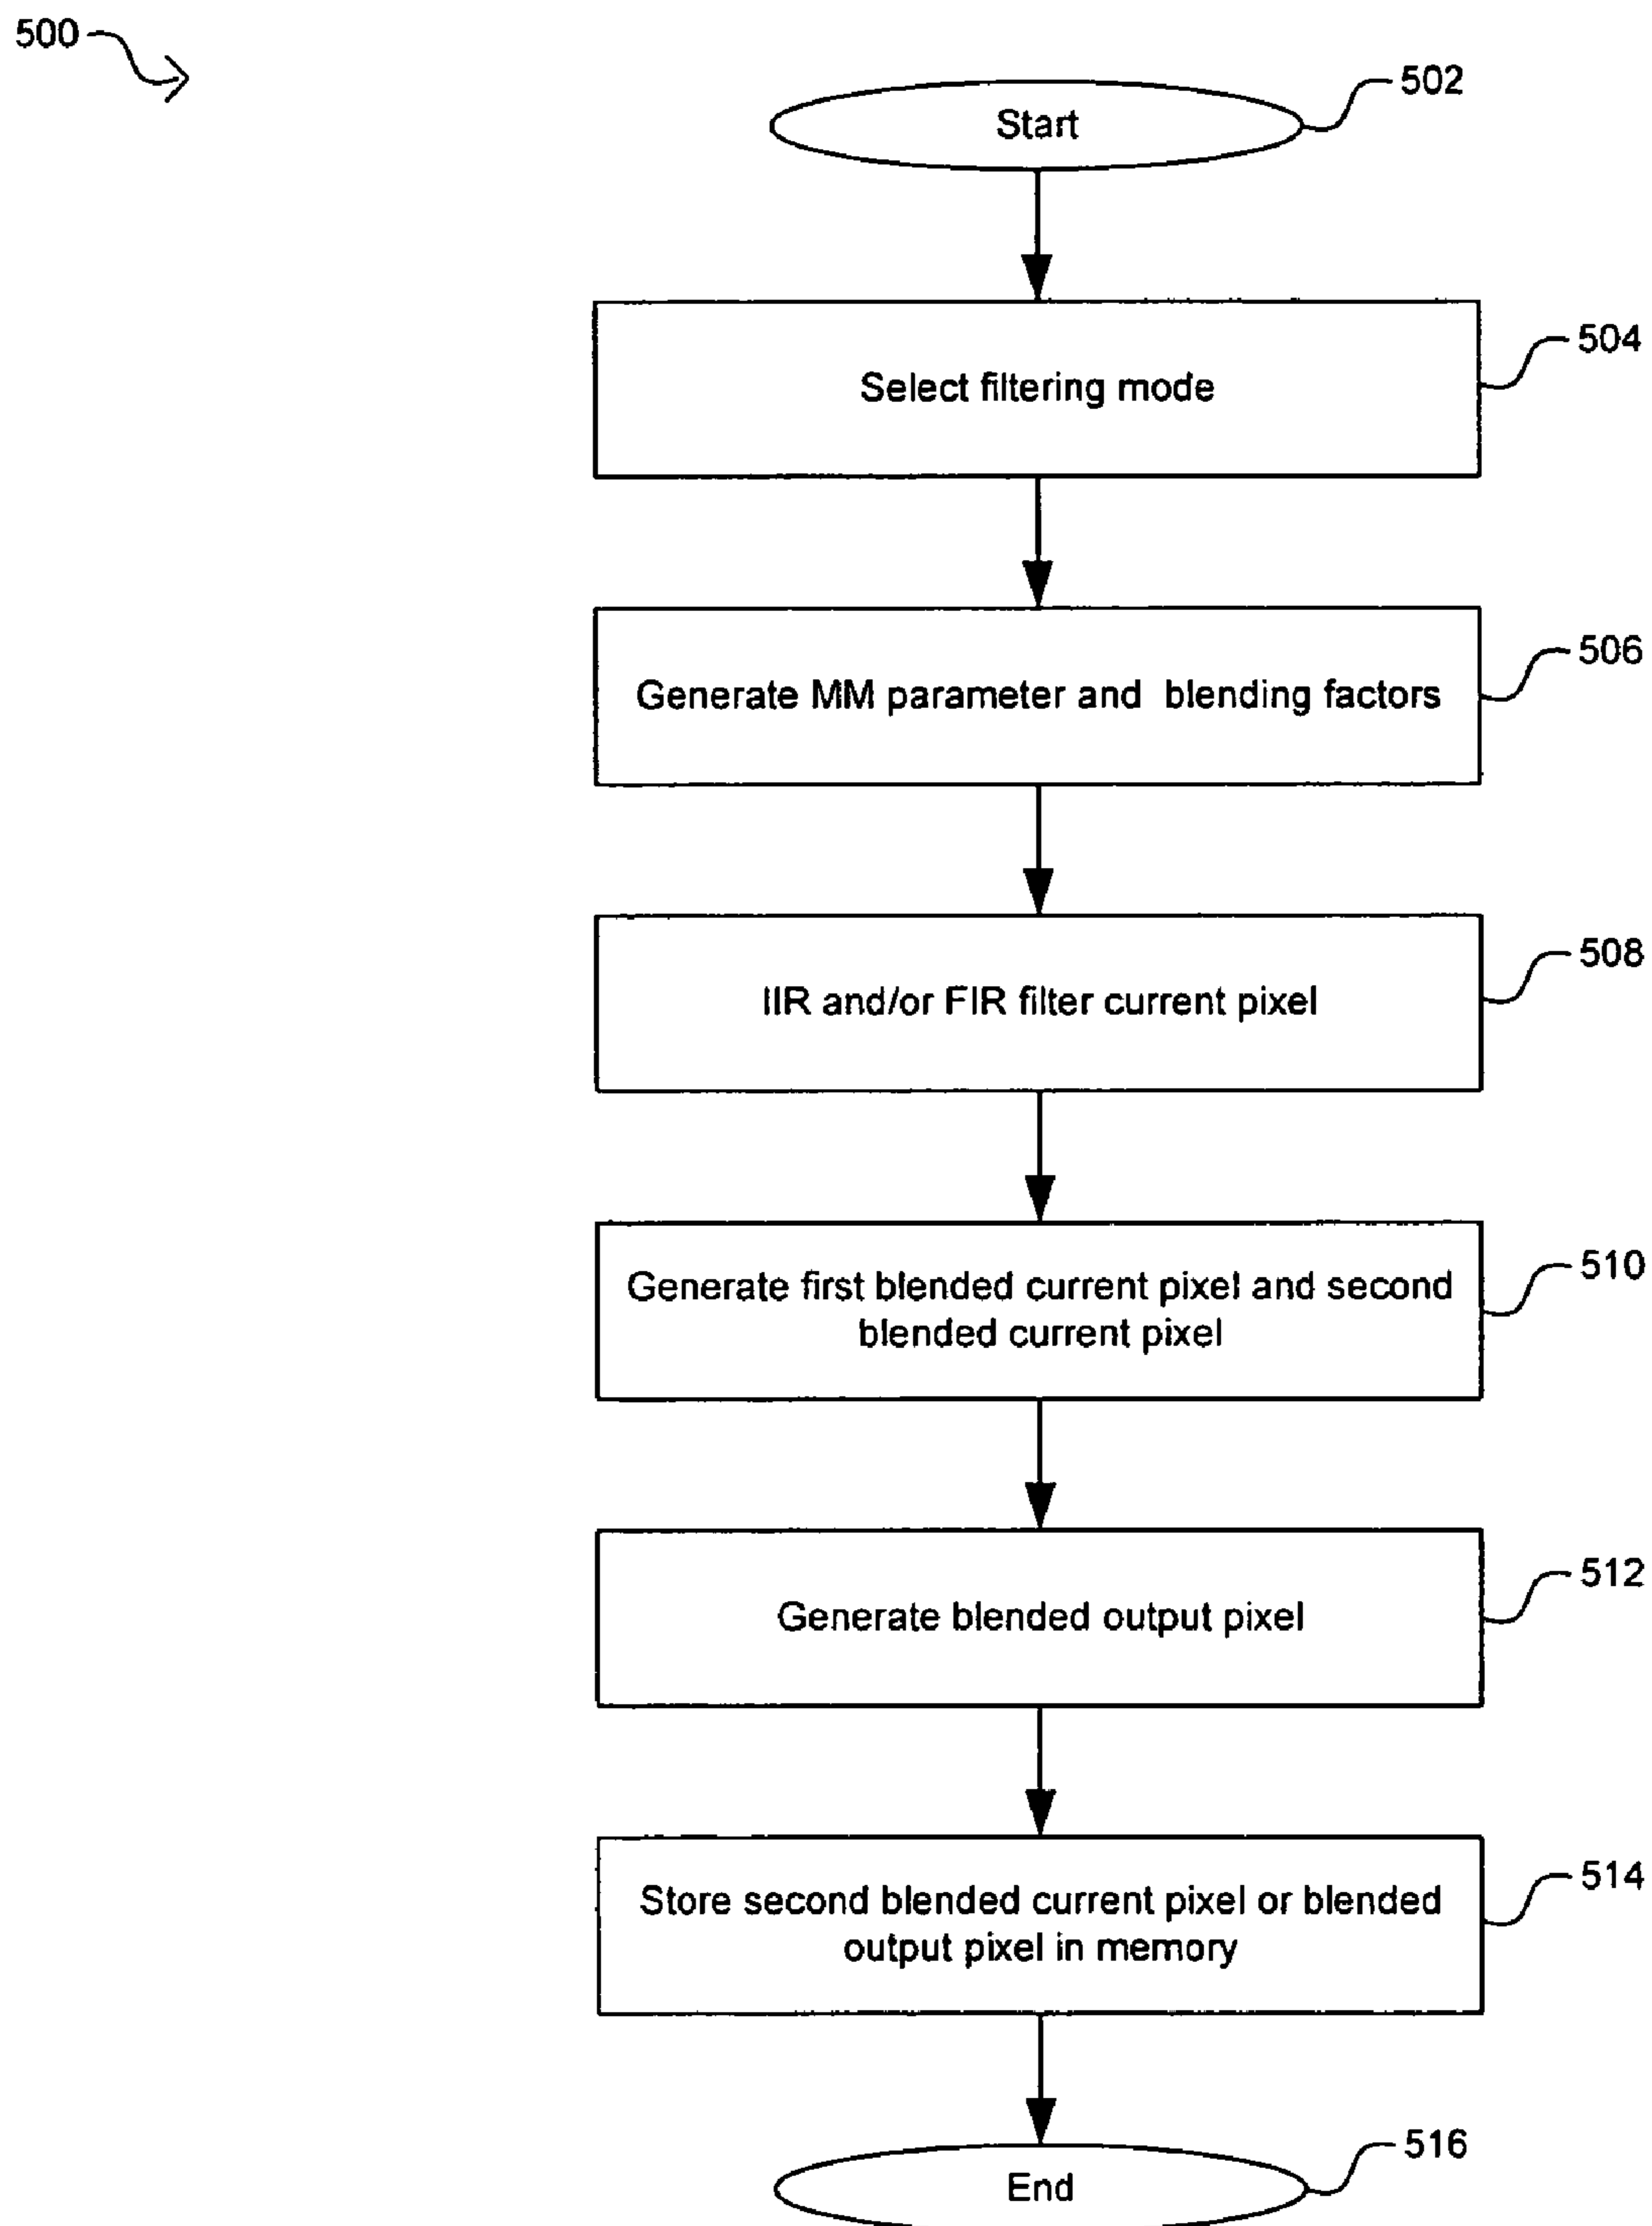 500
502
Start
504
Select filtering mode
506
Generate MM parameter and blending factors
508
IIR and/or FIR filter current pixel
510
Generate first blended current pixel and second
blended current pixel
512
Generate blended output pixel
514
Store second blended current pixel or blended
output pixel in memory
516
End